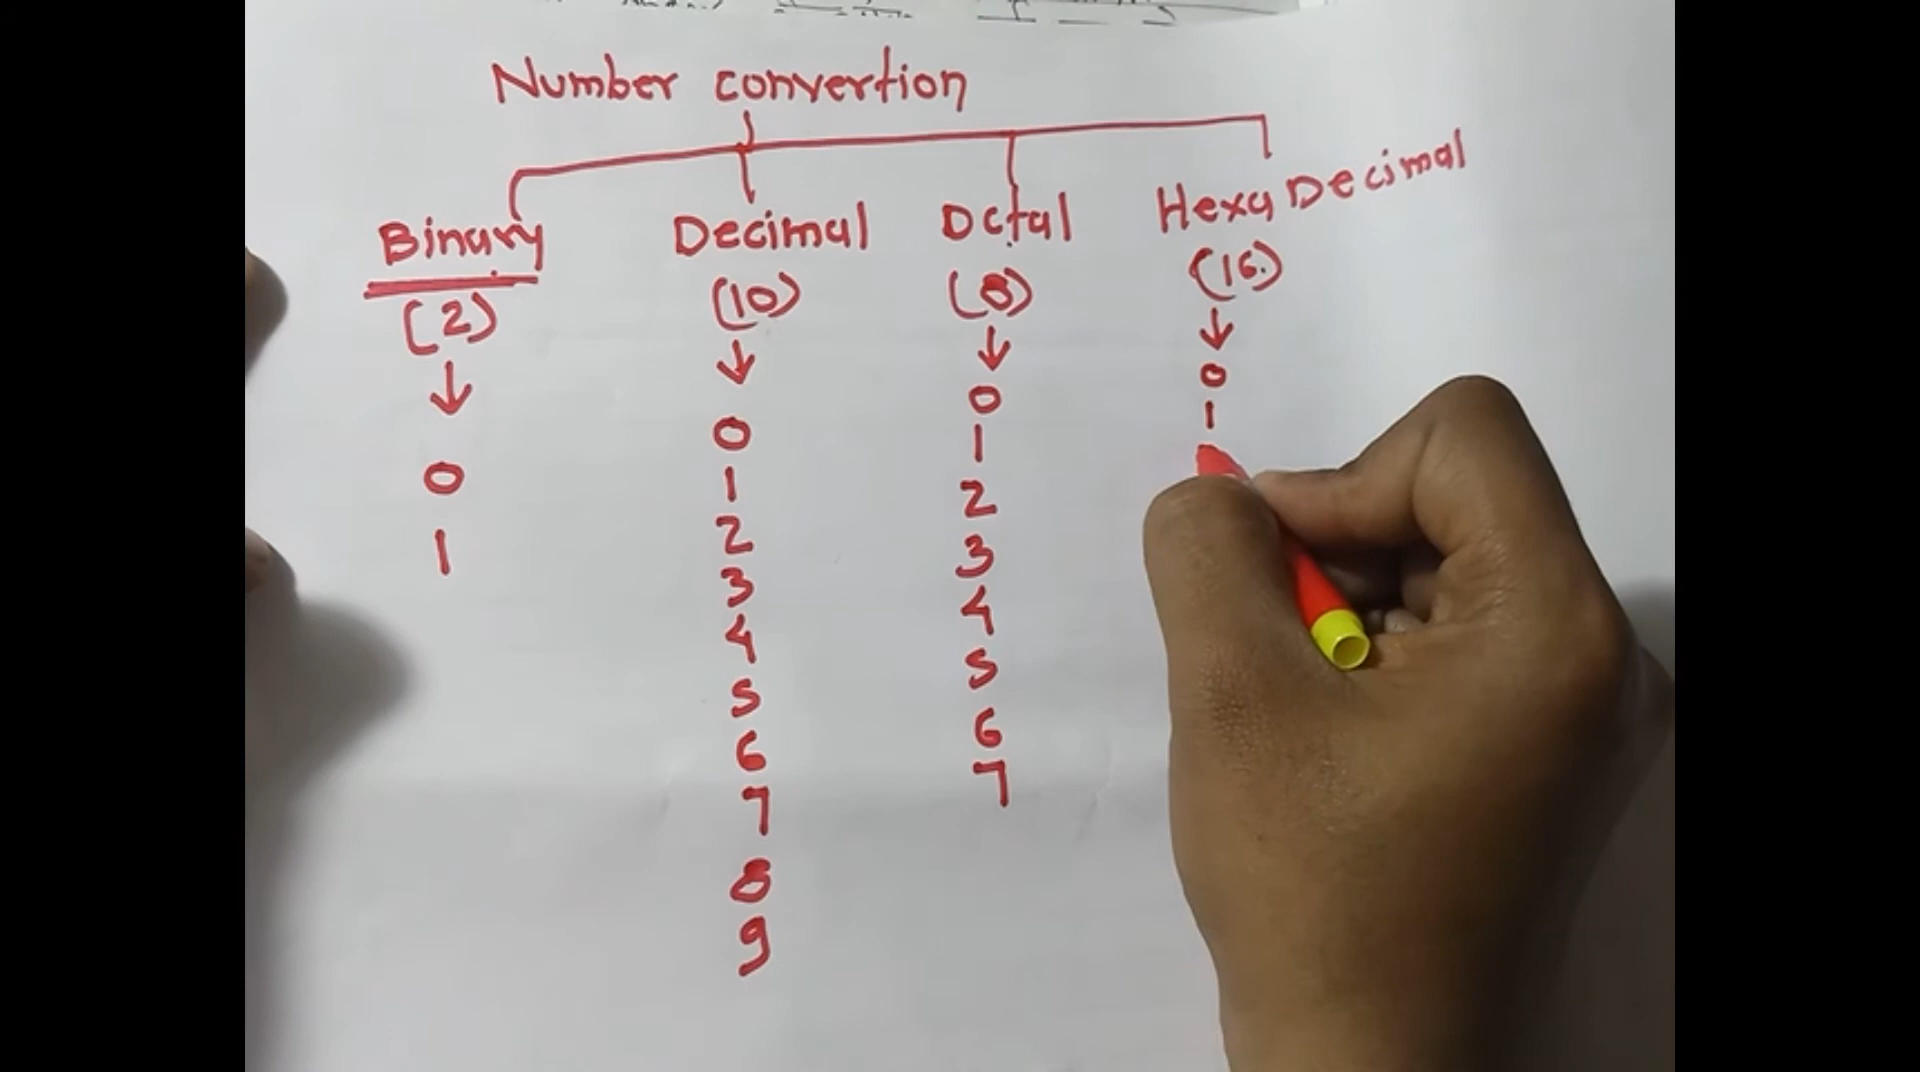 Number convertion
Binary Decimal Octal Hexa Decimal
(2) (10) (8) (16)
0 0 0 0
1 1 1 1
2 2
3 3
4 4
5 5
6 6
7 7
8
9